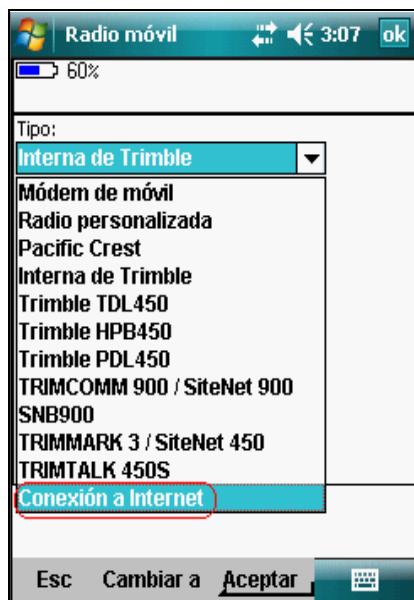 Radio móvil 3:07 ok
60%
Tipo:
Interna de Trimble
Módem de móvil
Radio personalizada
Pacific Crest
Interna de Trimble
Trimble TDL450
Trimble HPB450
Trimble PDL450
TRIMCOMM 900 / SiteNet 900
SNB900
TRIMMARK 3 / SiteNet 450
TRIMTALK 450S
Conexión a Internet
Esc Cambiar a Aceptar